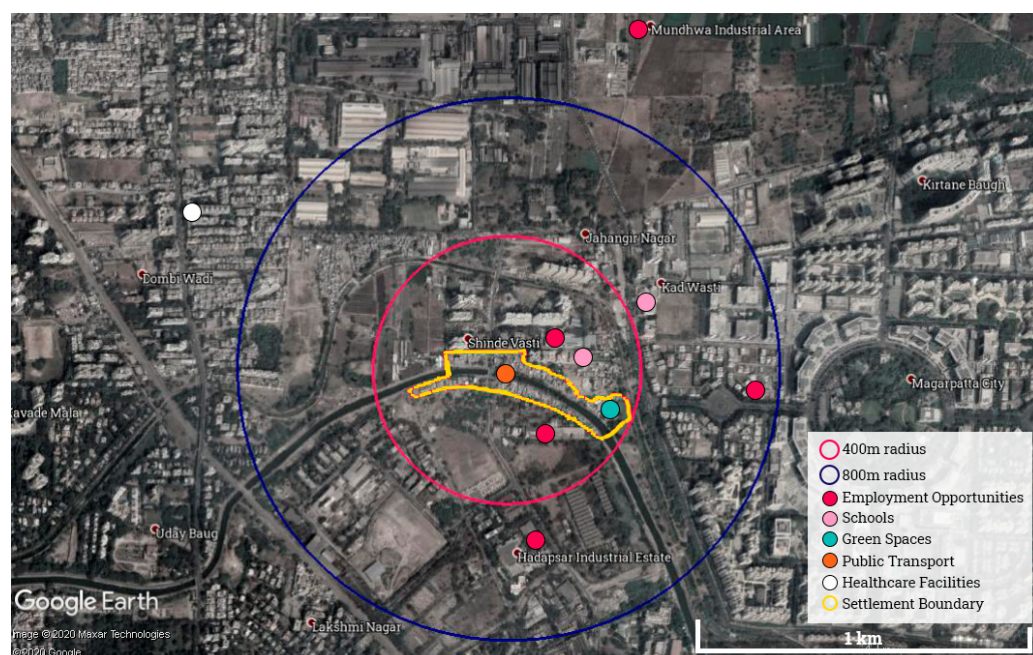 Mundhwa Industrial Area
Kirtane Baugh
Jahangir Nagar
Lombi Wadi
Kad Wasti
Shinde Vasti
Magarpatta City
Kavade Mala
400m radius
800m radius
Employment Opportunities
Schools
Green Spaces
Public Transport
Healthcare Facilities
Settlement Boundary
Uday Baug
Hadapsar Industrial Estate
Google Earth
Lakshmi Nagar
Image © 2020 Maxar Technologies
© 2020 Google
1 km